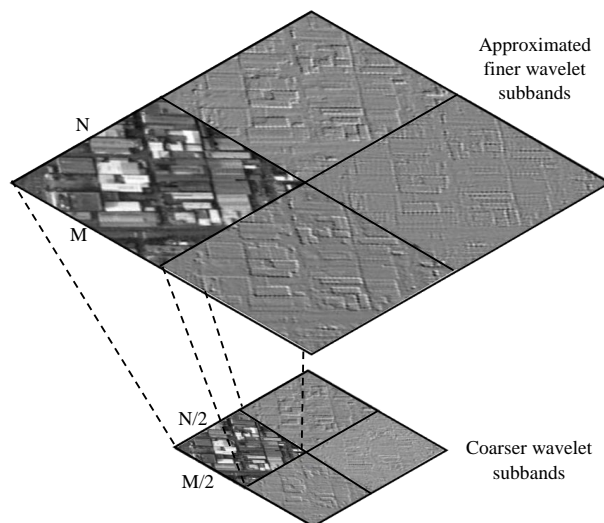 Approximated
finer wavelet
subbands
N
M
N/2
M/2
Coarser wavelet
subbands